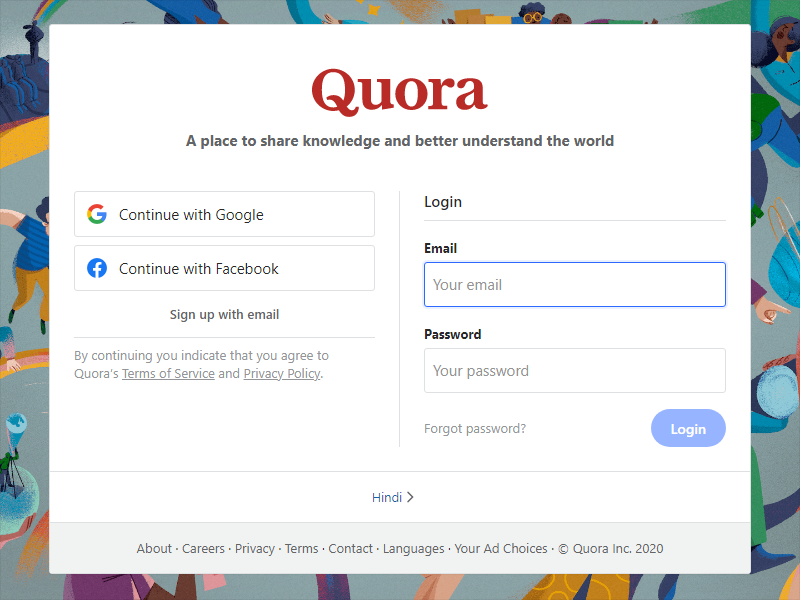 Quora
A place to share knowledge and better understand the world
Continue with Google
Continue with Facebook
Sign up with email
By continuing you indicate that you agree to
Quora's Terms of Service and Privacy Policy.
Login
Email
Your email
Password
Your password
Forgot password?
Login
Hindi
About · Careers · Privacy · Terms · Contact · Languages · Your Ad Choices · © Quora Inc. 2020